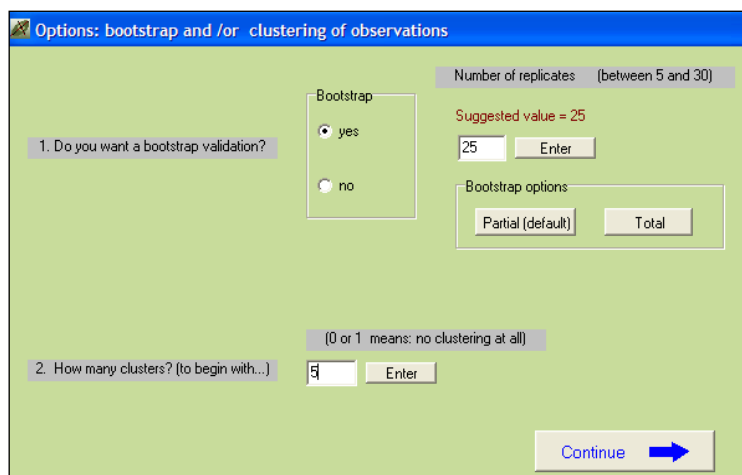 Options: bootstrap and /or clustering of observations
Number of replicates (between 5 and 30)
Bootstrap
Suggested value = 25
yes
25 Enter
1. Do you want a bootstrap validation?
no
Bootstrap options
Partial (default) Total
(0 or 1 means: no clustering at all)
2. How many clusters? (to begin with...) 5 Enter
Continue